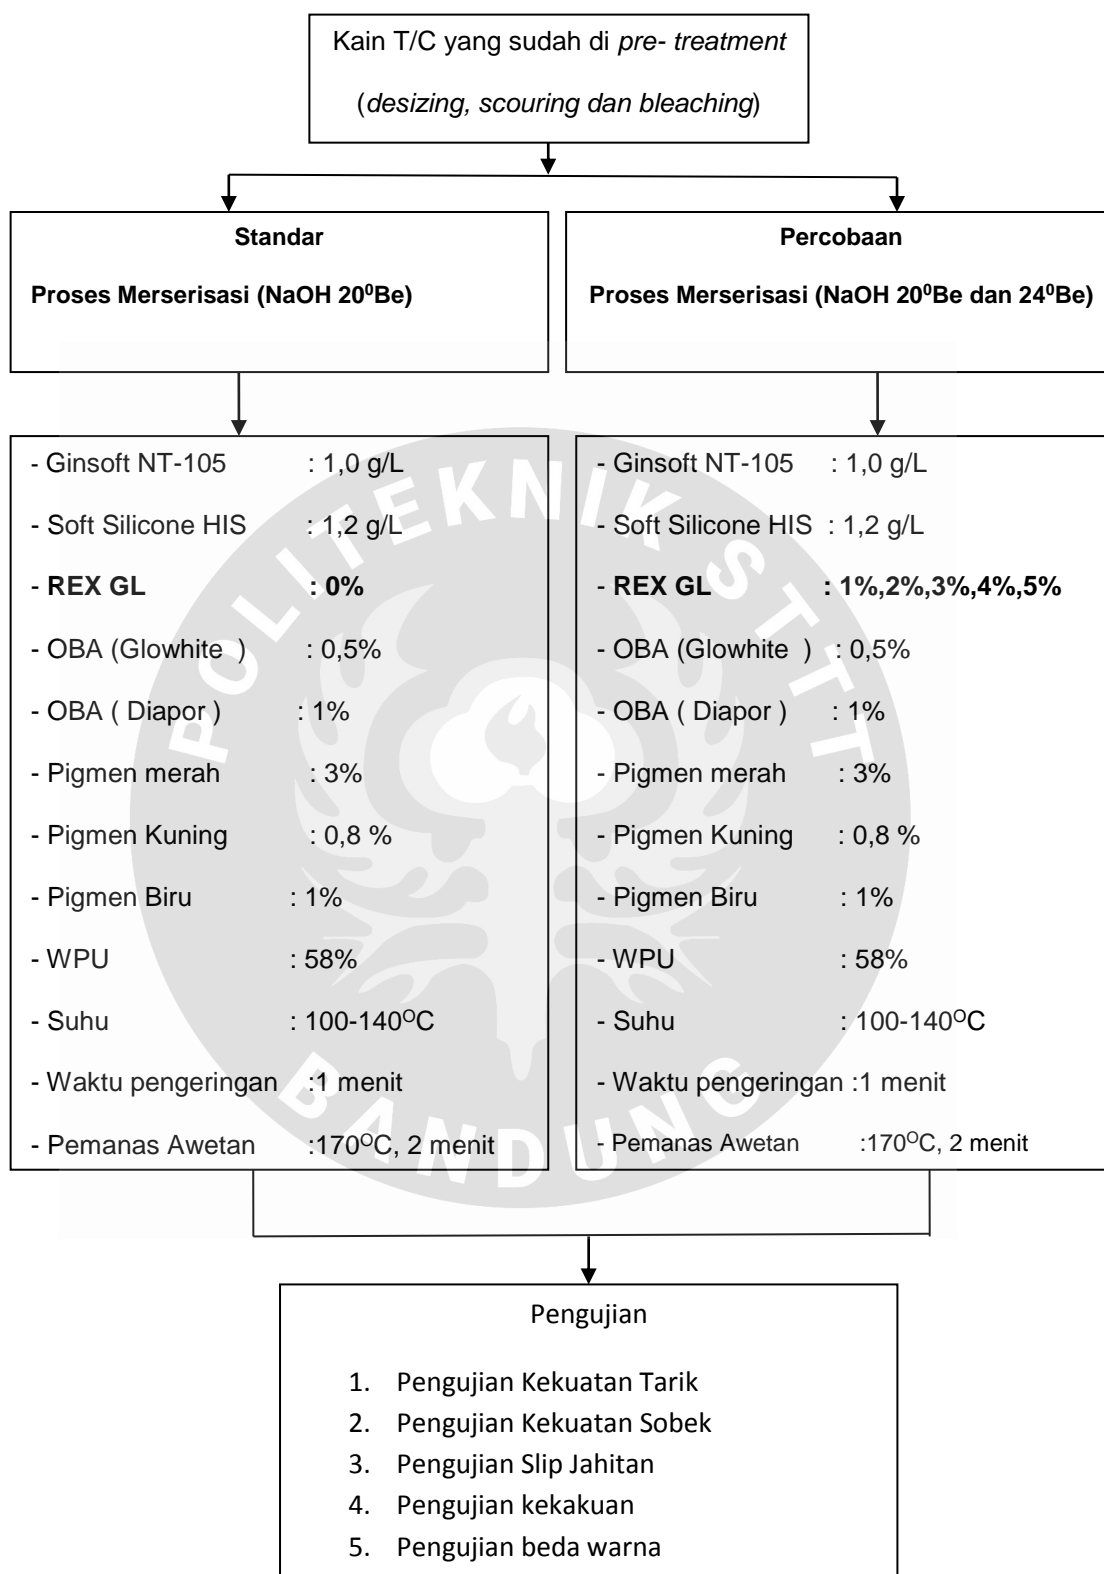 Kain T/C yang sudah di pre- treatment
(desizing, scouring dan bleaching)
Standar
Proses Merserisasi (NaOH 20⁰Be)
Percobaan
Proses Merserisasi (NaOH 20⁰Be dan 24⁰Be)
- Ginsoft NT-105 : 1,0 g/L
- Soft Silicone HIS : 1,2 g/L
- REX GL : 0%
- OBA (Glowhite ) : 0,5%
- OBA ( Diapor ) : 1%
- Pigmen merah : 3%
- Pigmen Kuning : 0,8 %
- Pigmen Biru : 1%
- WPU : 58%
- Suhu : 100-140ᴼC
- Waktu pengeringan :1 menit
- Pemanas Awetan :170ᴼC, 2 menit
- Ginsoft NT-105 : 1,0 g/L
- Soft Silicone HIS : 1,2 g/L
- REX GL : 1%,2%,3%,4%,5%
- OBA (Glowhite ) : 0,5%
- OBA ( Diapor ) : 1%
- Pigmen merah : 3%
- Pigmen Kuning : 0,8 %
- Pigmen Biru : 1%
- WPU : 58%
- Suhu : 100-140ᴼC
- Waktu pengeringan :1 menit
- Pemanas Awetan :170ᴼC, 2 menit
POLITEKNIK STTT
BANDUNG
Pengujian
1. Pengujian Kekuatan Tarik
2. Pengujian Kekuatan Sobek
3. Pengujian Slip Jahitan
4. Pengujian kekakuan
5. Pengujian beda warna